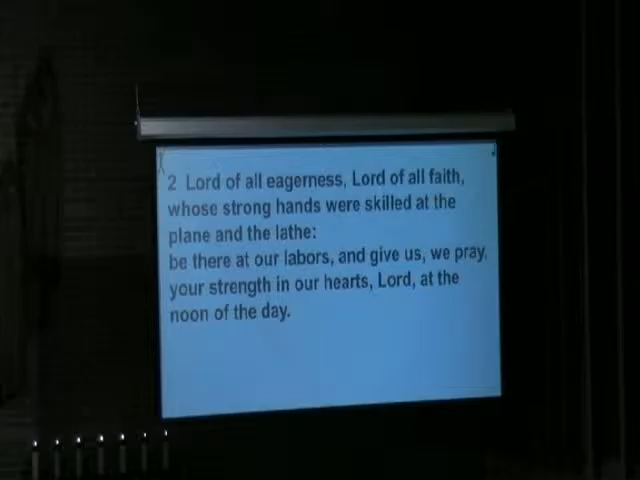 2 Lord of all eagerness, Lord of all faith,
whose strong hands were skilled at the
plane and the lathe:
be there at our labors, and give us, we pray,
your strength in our hearts, Lord, at the
noon of the day.